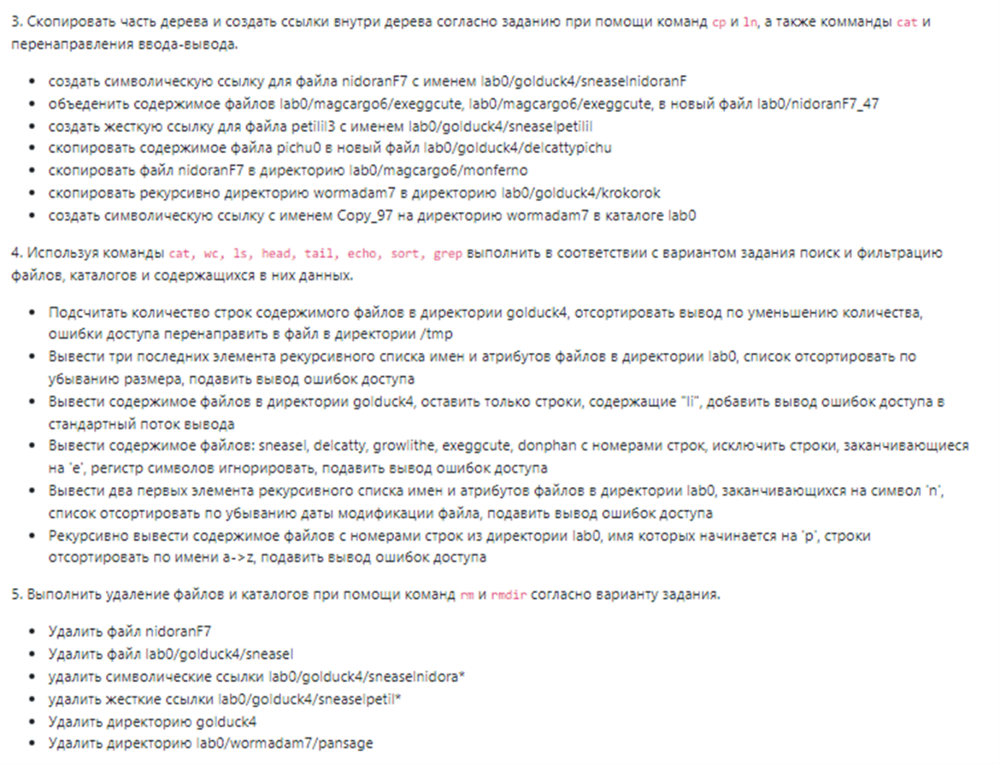 3. Скопировать часть дерева и создать ссылки внутри дерева согласно заданию при помощи команд cp и ln, а также комманды cat и
перенаправления ввода-вывода.
• создать символическую ссылку для файла nidoranF7 с именем lab0/golduck4/sneaselnidoranF
• объеденить содержимое файлов lab0/magcargo6/exeggcute, lab0/magcargo6/exeggcute, в новый файл lab0/nidoranF7_47
• создать жесткую ссылку для файла petilil3 с именем lab0/golduck4/sneaselpetilil
• скопировать содержимое файла pichu0 в новый файл lab0/golduck4/delcattypichu
• скопировать файл nidoranF7 в директорию lab0/magcargo6/monferno
• скопировать рекурсивно директорию wormadam7 в директорию lab0/golduck4/krokorok
• создать символическую ссылку с именем Copy_97 на директорию wormadam7 в каталоге lab0
4. Используя команды cat, wc, ls, head, tail, echo, sort, grep выполнить в соответствии с вариантом задания поиск и фильтрацию
файлов, каталогов и содержащихся в них данных.
• Подсчитать количество строк содержимого файлов в директории golduck4, отсортировать вывод по уменьшению количества,
ошибки доступа перенаправить в файл в директории /tmp
• Вывести три последних элемента рекурсивного списка имен и атрибутов файлов в директории lab0, список отсортировать по
убыванию размера, подавить вывод ошибок доступа
• Вывести содержимое файлов в директории golduck4, оставить только строки, содержащие "li", добавить вывод ошибок доступа в
стандартный поток вывода
• Вывести содержимое файлов: sneasel, delcatty, growlithe, exeggcute, donphan с номерами строк, исключить строки, заканчивающиеся
на 'e', регистр символов игнорировать, подавить вывод ошибок доступа
• Вывести два первых элемента рекурсивного списка имен и атрибутов файлов в директории lab0, заканчивающихся на символ 'n',
список отсортировать по убыванию даты модификации файла, подавить вывод ошибок доступа
• Рекурсивно вывести содержимое файлов с номерами строк из директории lab0, имя которых начинается на 'p', строки
отсортировать по имени a->z, подавить вывод ошибок доступа
5. Выполнить удаление файлов и каталогов при помощи команд rm и rmdir согласно варианту задания.
• Удалить файл nidoranF7
• Удалить файл lab0/golduck4/sneasel
• удалить символические ссылки lab0/golduck4/sneaselnidora*
• удалить жесткие ссылки lab0/golduck4/sneaselpetil*
• Удалить директорию golduck4
• Удалить директорию lab0/wormadam7/pansage